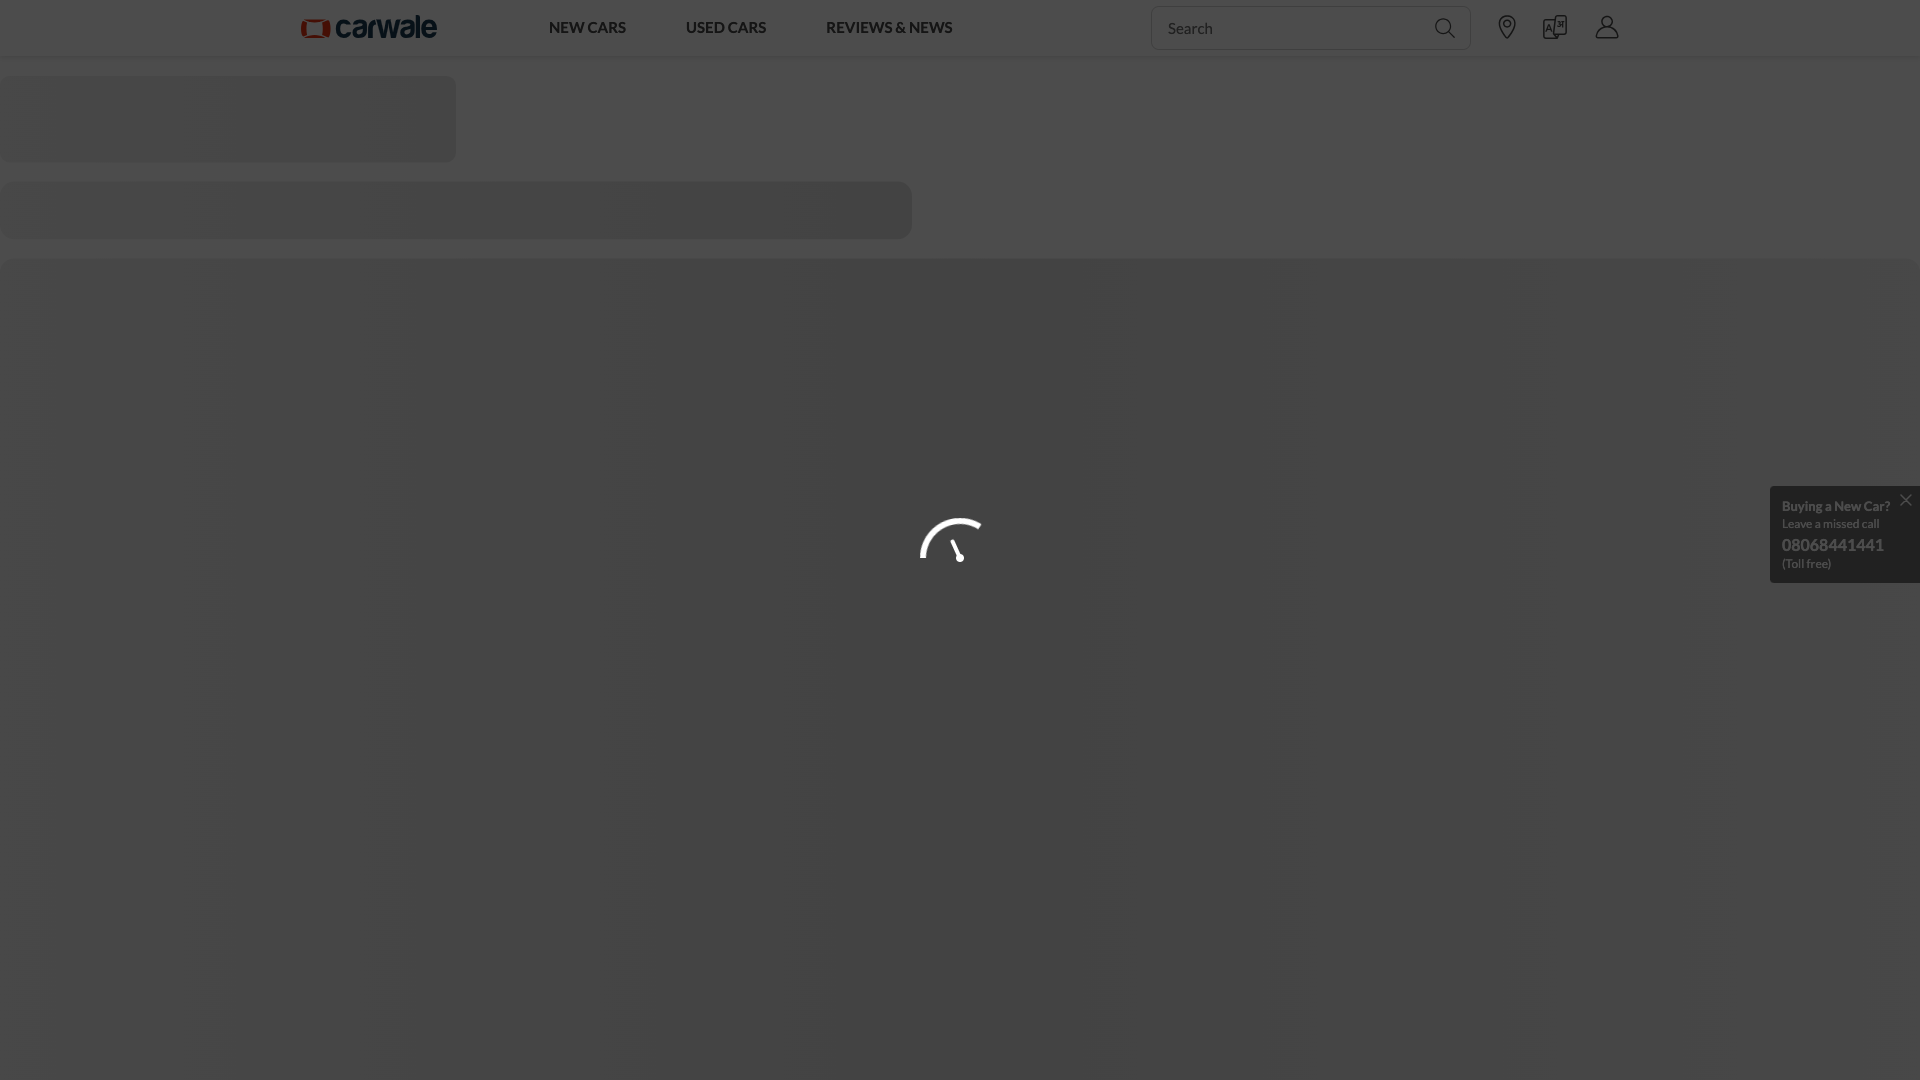 carwale
NEW CARS
USED CARS
REVIEWS & NEWS
Search
A अ
Buying a New Car?
Leave a missed call
08068441441
(Toll free)